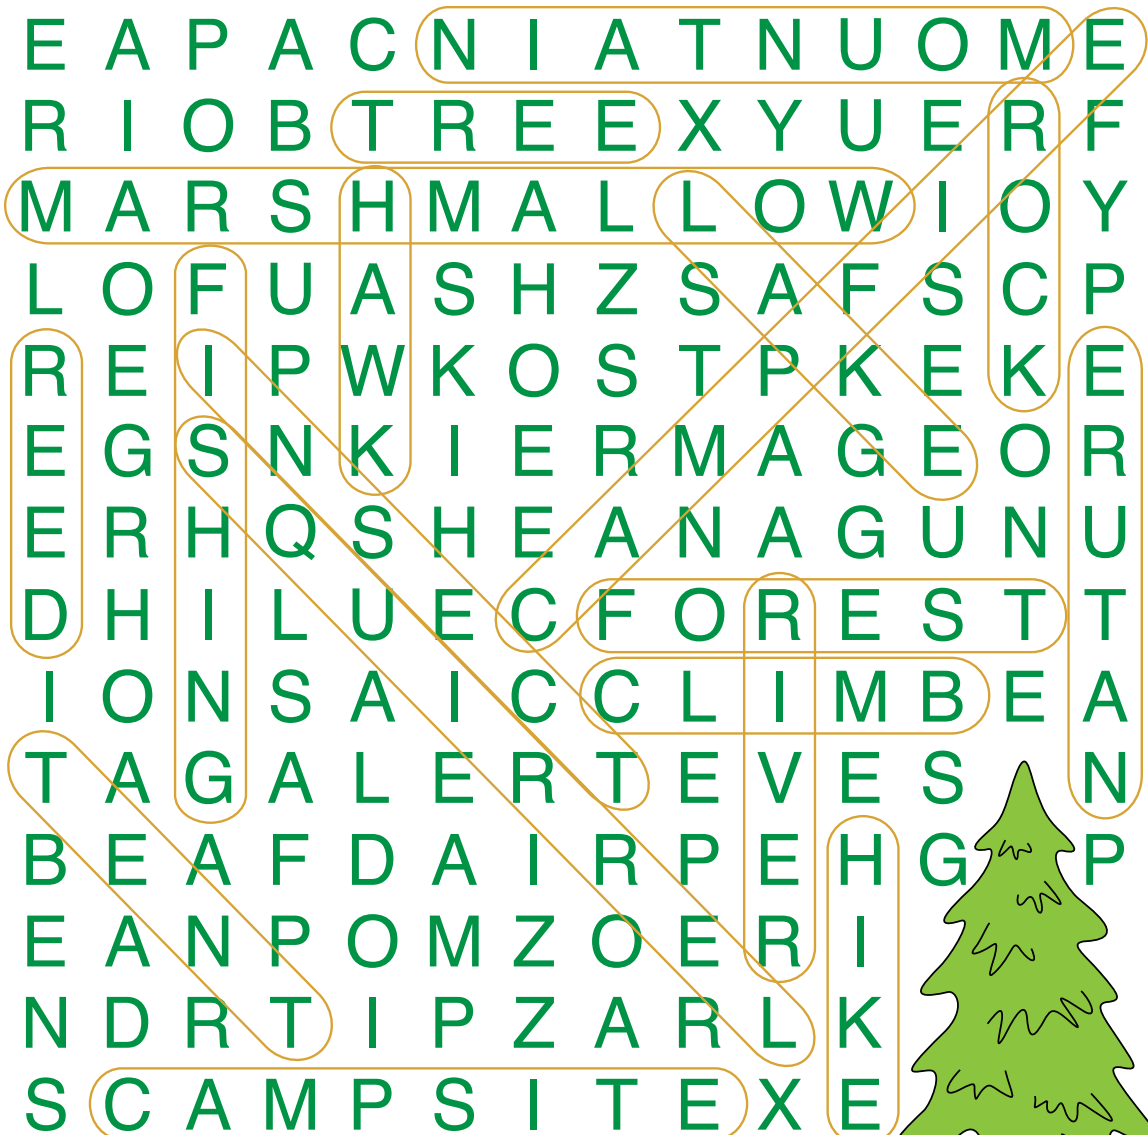 E A P A C N I A T N U O M E
R I O B T R E E X Y U E R F
M A R S H M A L L O W I O Y
L O F U A S H Z S A F S C P
R E I P W K O S T P K E K E
E G S N K I E R M A G E O R
E R H Q S H E A N A G U N U
D H I L U E C F O R E S T T
I O N S A I C C L I M B E A
T A G A L E R T E V E S N
B E A F D A I R P E H G P
E A N P O M Z O E R I
N D R T I P Z A R L K
S C A M P S I T E X E